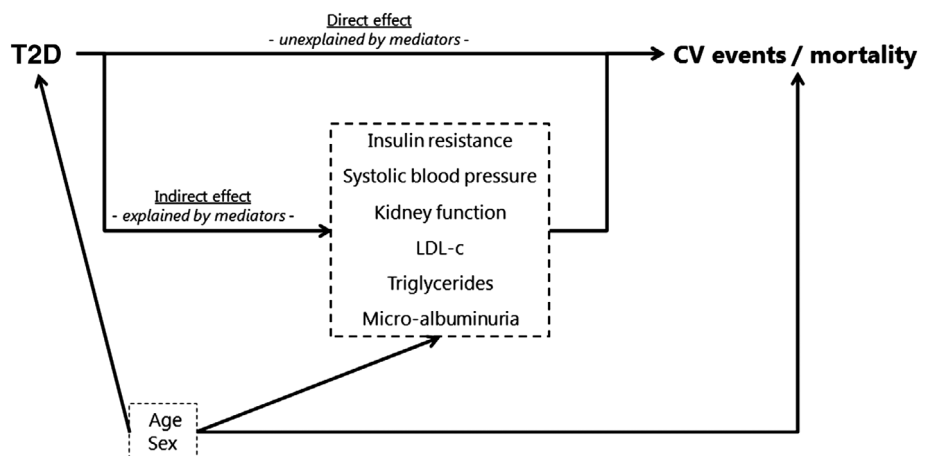 Direct effect
- unexplained by mediators -
T2D
CV events / mortality
Insulin resistance
Systolic blood pressure
Indirect effect
- explained by mediators -
Kidney function
LDL-c
Triglycerides
Micro-albuminuria
Age
Sex